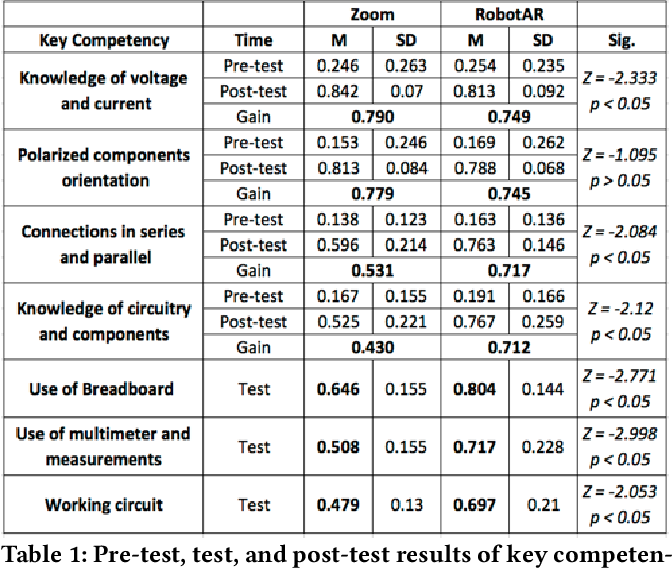 Zoom RobotAR
Key Competency Time M SD M SD Sig.
Knowledge of voltage and current Pre-test 0.246 0.263 0.254 0.235 Z = -2.333 p < 0.05
Post-test 0.842 0.07 0.813 0.092
Gain 0.790 0.749
Polarized components orientation Pre-test 0.153 0.246 0.169 0.262 Z = -1.095 p > 0.05
Post-test 0.813 0.084 0.788 0.068
Gain 0.779 0.745
Connections in series and parallel Pre-test 0.138 0.123 0.163 0.136 Z = -2.084 p < 0.05
Post-test 0.596 0.214 0.763 0.146
Gain 0.531 0.717
Knowledge of circuitry and components Pre-test 0.167 0.155 0.191 0.166 Z = -2.12 p < 0.05
Post-test 0.525 0.221 0.767 0.259
Gain 0.430 0.712
Use of Breadboard Test 0.646 0.155 0.804 0.144 Z = -2.771 p < 0.05
Use of multimeter and measurements Test 0.508 0.155 0.717 0.228 Z = -2.998 p < 0.05
Working circuit Test 0.479 0.13 0.697 0.21 Z = -2.053 p < 0.05
Table 1: Pre-test, test, and post-test results of key competen-